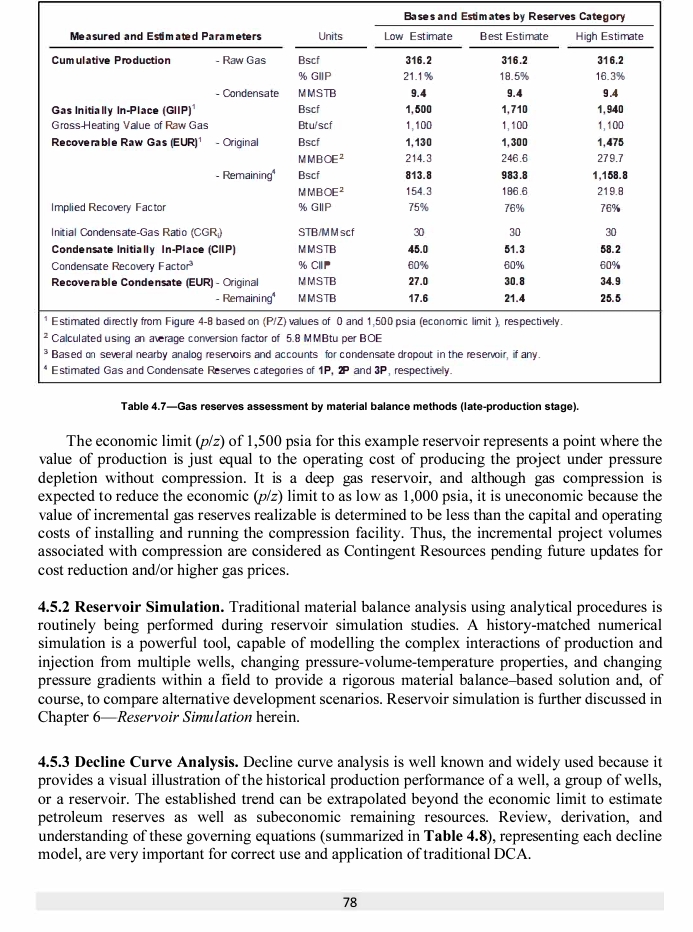 Bases and Estimates by Reserves Category
Measured and Estimated Parameters Units Low Estimate Best Estimate High Estimate
Cumulative Production - Raw Gas Bscf 316.2 316.2 316.2
% GIIP 21.1% 18.5% 16.3%
- Condensate MMSTB 9.4 9.4 9.4
Gas Initially In-Place (GIIP)¹ Bscf 1,500 1,710 1,940
Gross-Heating Value of Raw Gas Btu/scf 1,100 1,100 1,100
Recoverable Raw Gas (EUR)¹ - Original Bscf 1,130 1,300 1,475
MMBOE² 214.3 246.6 279.7
- Remaining⁴ Bscf 813.8 983.8 1,158.8
MMBOE² 154.3 186.6 219.8
Implied Recovery Factor % GIIP 75% 76% 76%
Initial Condensate-Gas Ratio (CGRᵢ) STB/MMscf 30 30 30
Condensate Initially In-Place (CIIP) MMSTB 45.0 51.3 58.2
Condensate Recovery Factor³ % CIIP 60% 60% 60%
Recoverable Condensate (EUR) - Original MMSTB 27.0 30.8 34.9
- Remaining⁴ MMSTB 17.6 21.4 25.5
¹ Estimated directly from Figure 4-8 based on (P/Z) values of 0 and 1,500 psia (economic limit ), respectively.
² Calculated using an average conversion factor of 5.8 MMBtu per BOE
³ Based on several nearby analog reservoirs and accounts for condensate dropout in the reservoir, if any.
⁴ Estimated Gas and Condensate Reserves categories of 1P, 2P and 3P, respectively.
Table 4.7—Gas reserves assessment by material balance methods (late-production stage).
The economic limit (p/z) of 1,500 psia for this example reservoir represents a point where the
value of production is just equal to the operating cost of producing the project under pressure
depletion without compression. It is a deep gas reservoir, and although gas compression is
expected to reduce the economic (p/z) limit to as low as 1,000 psia, it is uneconomic because the
value of incremental gas reserves realizable is determined to be less than the capital and operating
costs of installing and running the compression facility. Thus, the incremental project volumes
associated with compression are considered as Contingent Resources pending future updates for
cost reduction and/or higher gas prices.
4.5.2 Reservoir Simulation. Traditional material balance analysis using analytical procedures is
routinely being performed during reservoir simulation studies. A history-matched numerical
simulation is a powerful tool, capable of modelling the complex interactions of production and
injection from multiple wells, changing pressure-volume-temperature properties, and changing
pressure gradients within a field to provide a rigorous material balance–based solution and, of
course, to compare alternative development scenarios. Reservoir simulation is further discussed in
Chapter 6—Reservoir Simulation herein.
4.5.3 Decline Curve Analysis. Decline curve analysis is well known and widely used because it
provides a visual illustration of the historical production performance of a well, a group of wells,
or a reservoir. The established trend can be extrapolated beyond the economic limit to estimate
petroleum reserves as well as subeconomic remaining resources. Review, derivation, and
understanding of these governing equations (summarized in Table 4.8), representing each decline
model, are very important for correct use and application of traditional DCA.
78